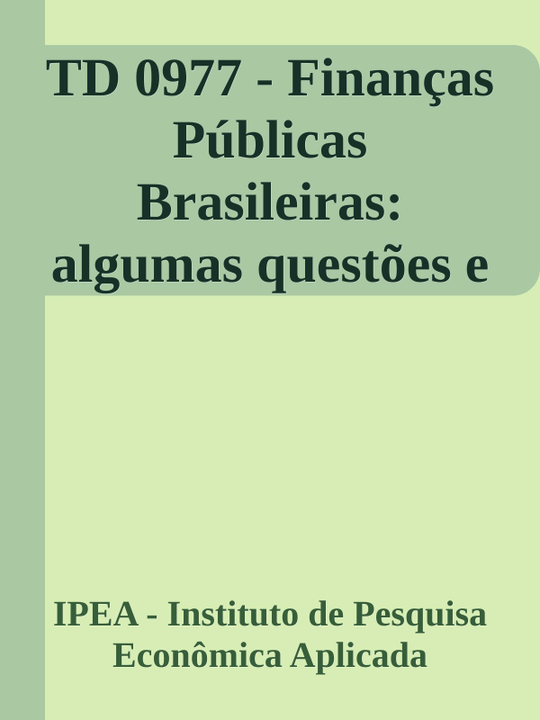 TD 0977 - Finanças
Públicas
Brasileiras:
algumas questões e
IPEA - Instituto de Pesquisa
Econômica Aplicada